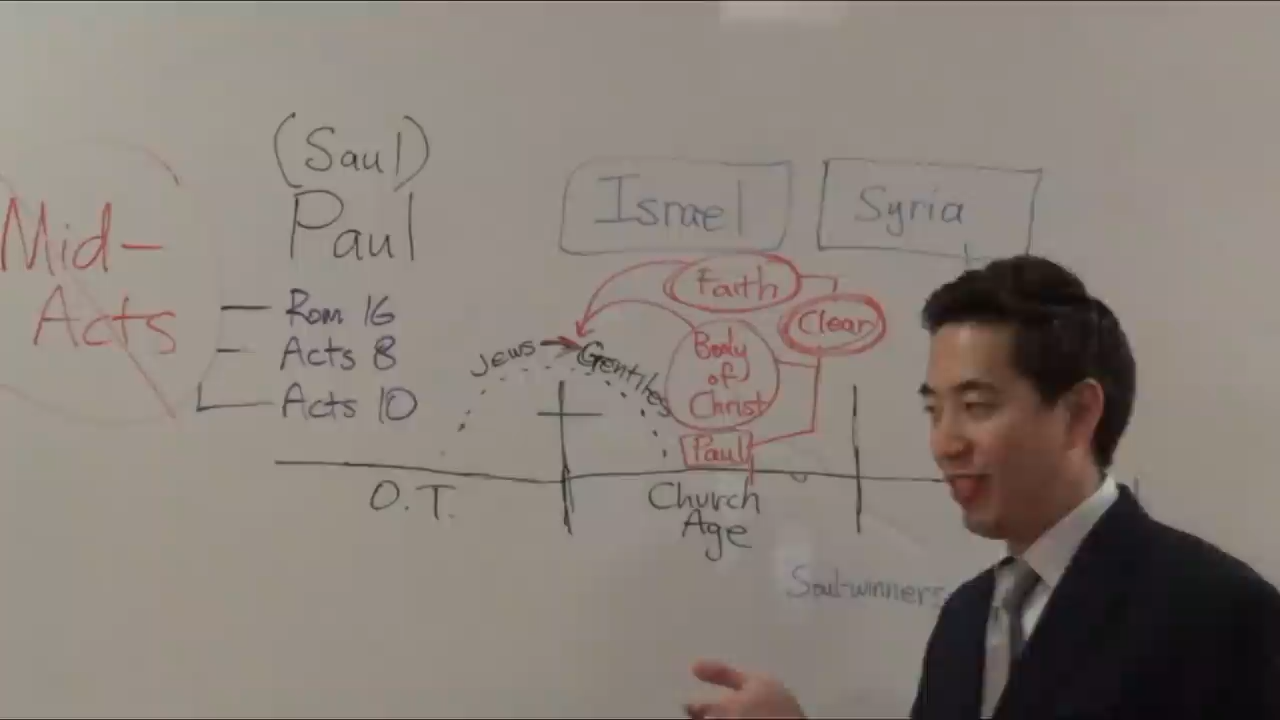 Mid-
Acts
(Saul)
Paul
Rom 16
Acts 8
Acts 10
Israel
Syria
Faith
Clear
Jews
Gentiles
Body
of
Christ
Paul
O.T.
Church
Age
Soul-winners